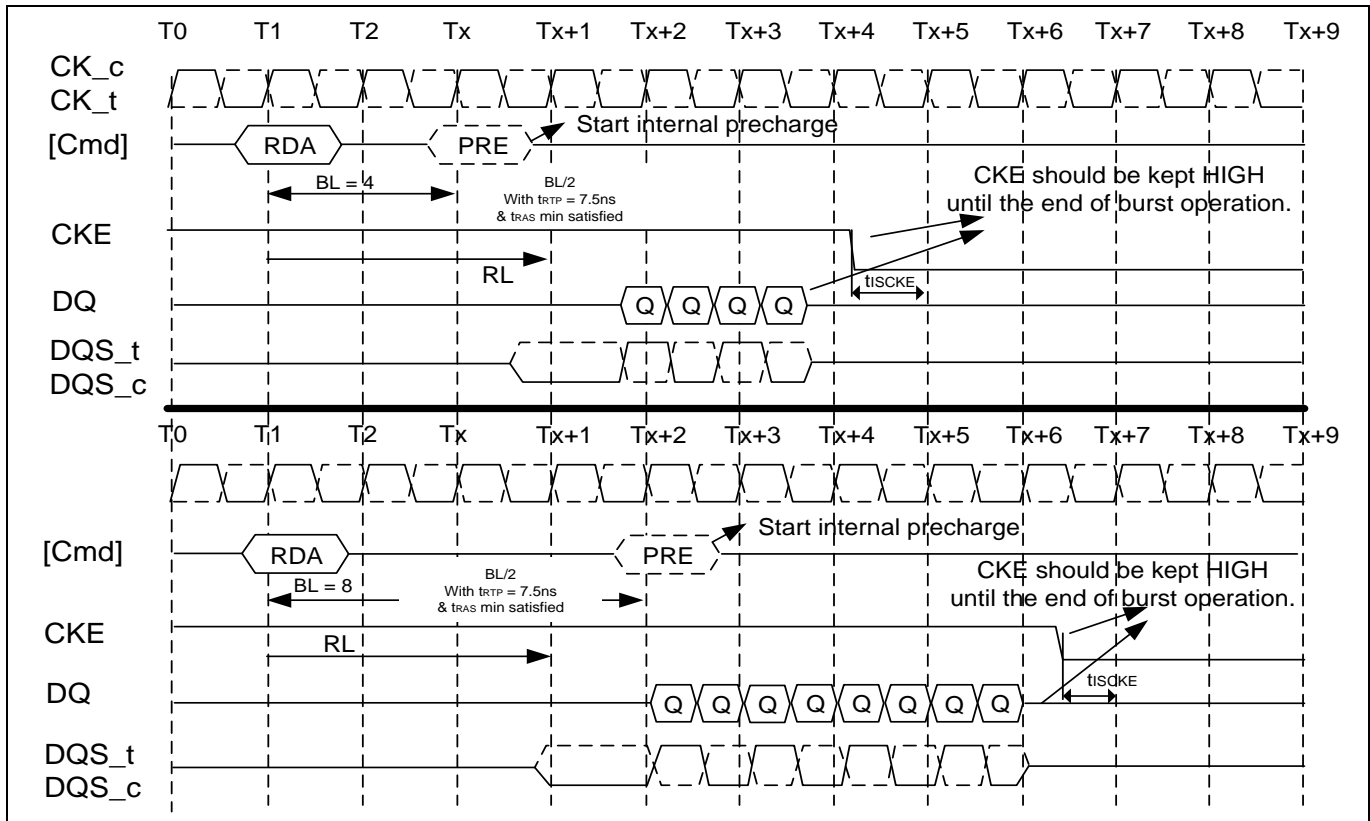 T0 T1 T2 Tx Tx+1 Tx+2 Tx+3 Tx+4 Tx+5 Tx+6 Tx+7 Tx+8 Tx+9
CK_c
CK_t
Start internal precharge
[Cmd] RDA PRE
BL = 4
BL/2
With tRTP = 7.5ns
& tRAS min satisfied
CKE should be kept HIGH
until the end of burst operation.
CKE
RL
tISCKE
DQ Q Q Q Q
DQS_t
DQS_c
T0 T1 T2 Tx Tx+1 Tx+2 Tx+3 Tx+4 Tx+5 Tx+6 Tx+7 Tx+8 Tx+9
Start internal precharge
[Cmd] RDA PRE
BL = 8
BL/2
With tRTP = 7.5ns
& tRAS min satisfied
CKE should be kept HIGH
until the end of burst operation.
CKE
RL
tISCKE
DQ Q Q Q Q Q Q Q Q
DQS_t
DQS_c